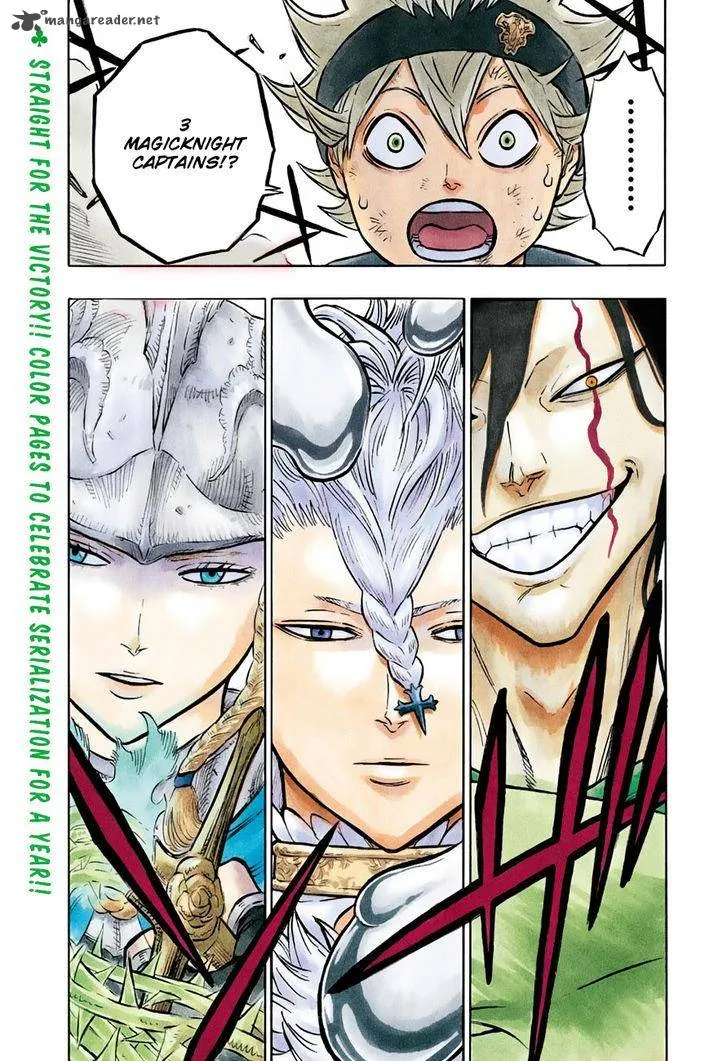 mangareader.net
3
MAGICKNIGHT
CAPTAINS!?
..........
♣ STRAIGHT FOR THE VICTORY!! COLOR PAGES TO CELEBRATE SERIALIZATION FOR A YEAR!!